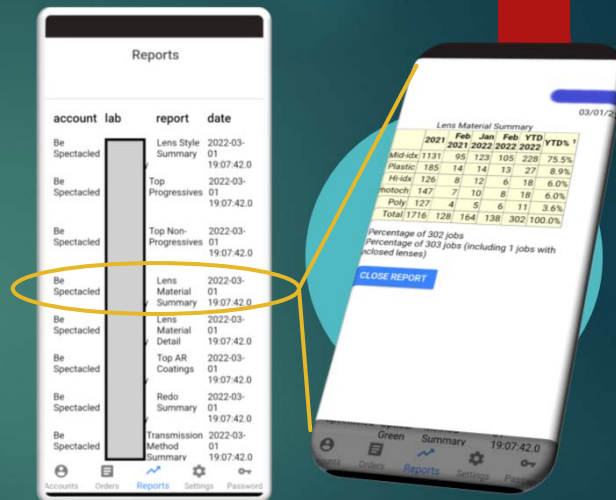 Reports
account lab report date
Be Spectacled Lens Style Summary 2022-03-01 19:07:42.0
Be Spectacled Top Progressives 2022-03-01 19:07:42.0
Be Spectacled Top Non-Progressives 2022-03-01 19:07:42.0
Be Spectacled Lens Material Summary 2022-03-01 19:07:42.0
Be Spectacled Lens Material Detail 2022-03-01 19:07:42.0
Be Spectacled Top AR Coatings 2022-03-01 19:07:42.0
Be Spectacled Redo Summary 2022-03-01 19:07:42.0
Be Spectacled Transmission Method Summary 2022-03-01 19:07:42.0
Accounts Orders Reports Settings Password
03/01/2
Lens Material Summary
2021 Feb 2021 Jan 2022 Feb 2022 YTD 2022 YTD% 1
Mid-idx 1131 95 123 105 228 75.5%
Plastic 185 14 14 13 27 8.9%
Hi-idx 126 8 12 6 18 6.0%
notoch 147 7 10 8 18 6.0%
Poly 127 4 5 6 11 3.6%
Total 1716 128 164 138 302 100.0%
Percentage of 302 jobs
Percentage of 303 jobs (including 1 jobs with
nclosed lenses)
CLOSE REPORT
Green Summary 19:07:42.0
ounts Orders Reports Settings Pass